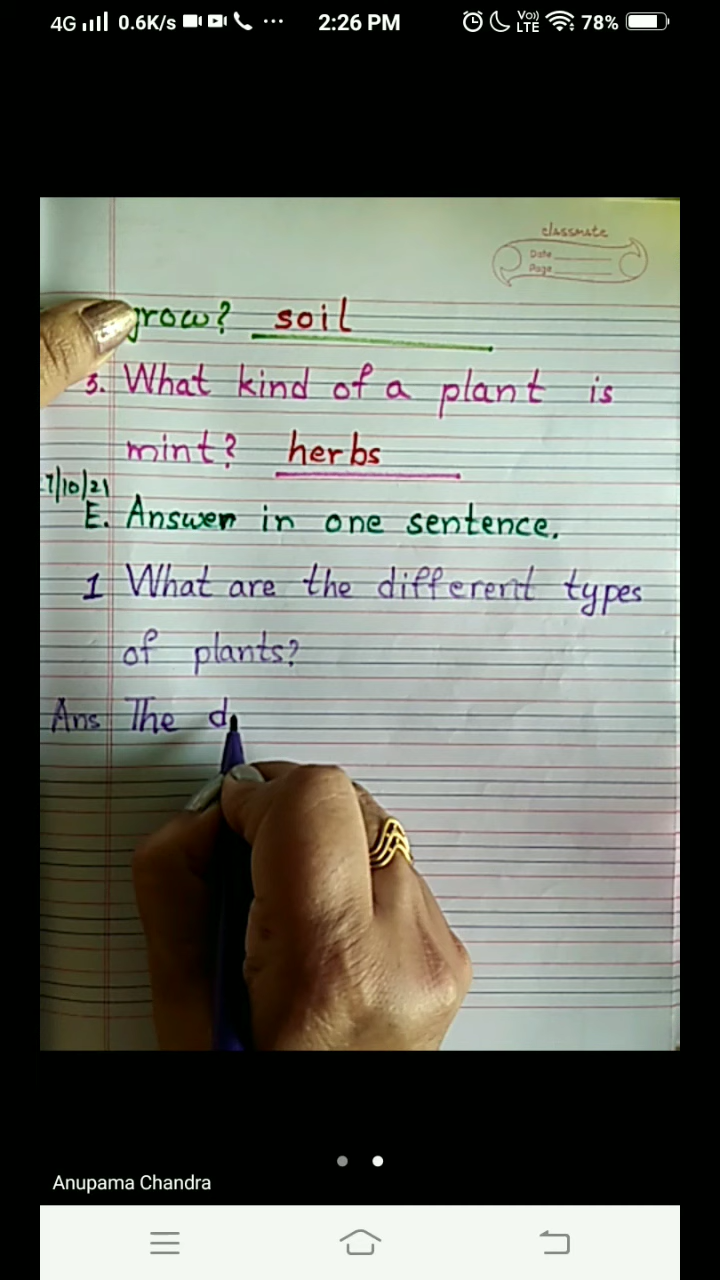 4G 0.6K/s ... 2:26 PM Vo) LTE 78%
classmate
Date
Page
grow? soil
3. What kind of a plant is
mint? herbs
7/10/21
E. Answer in one sentence.
1 What are the different types
of plants?
Ans The d
Anupama Chandra